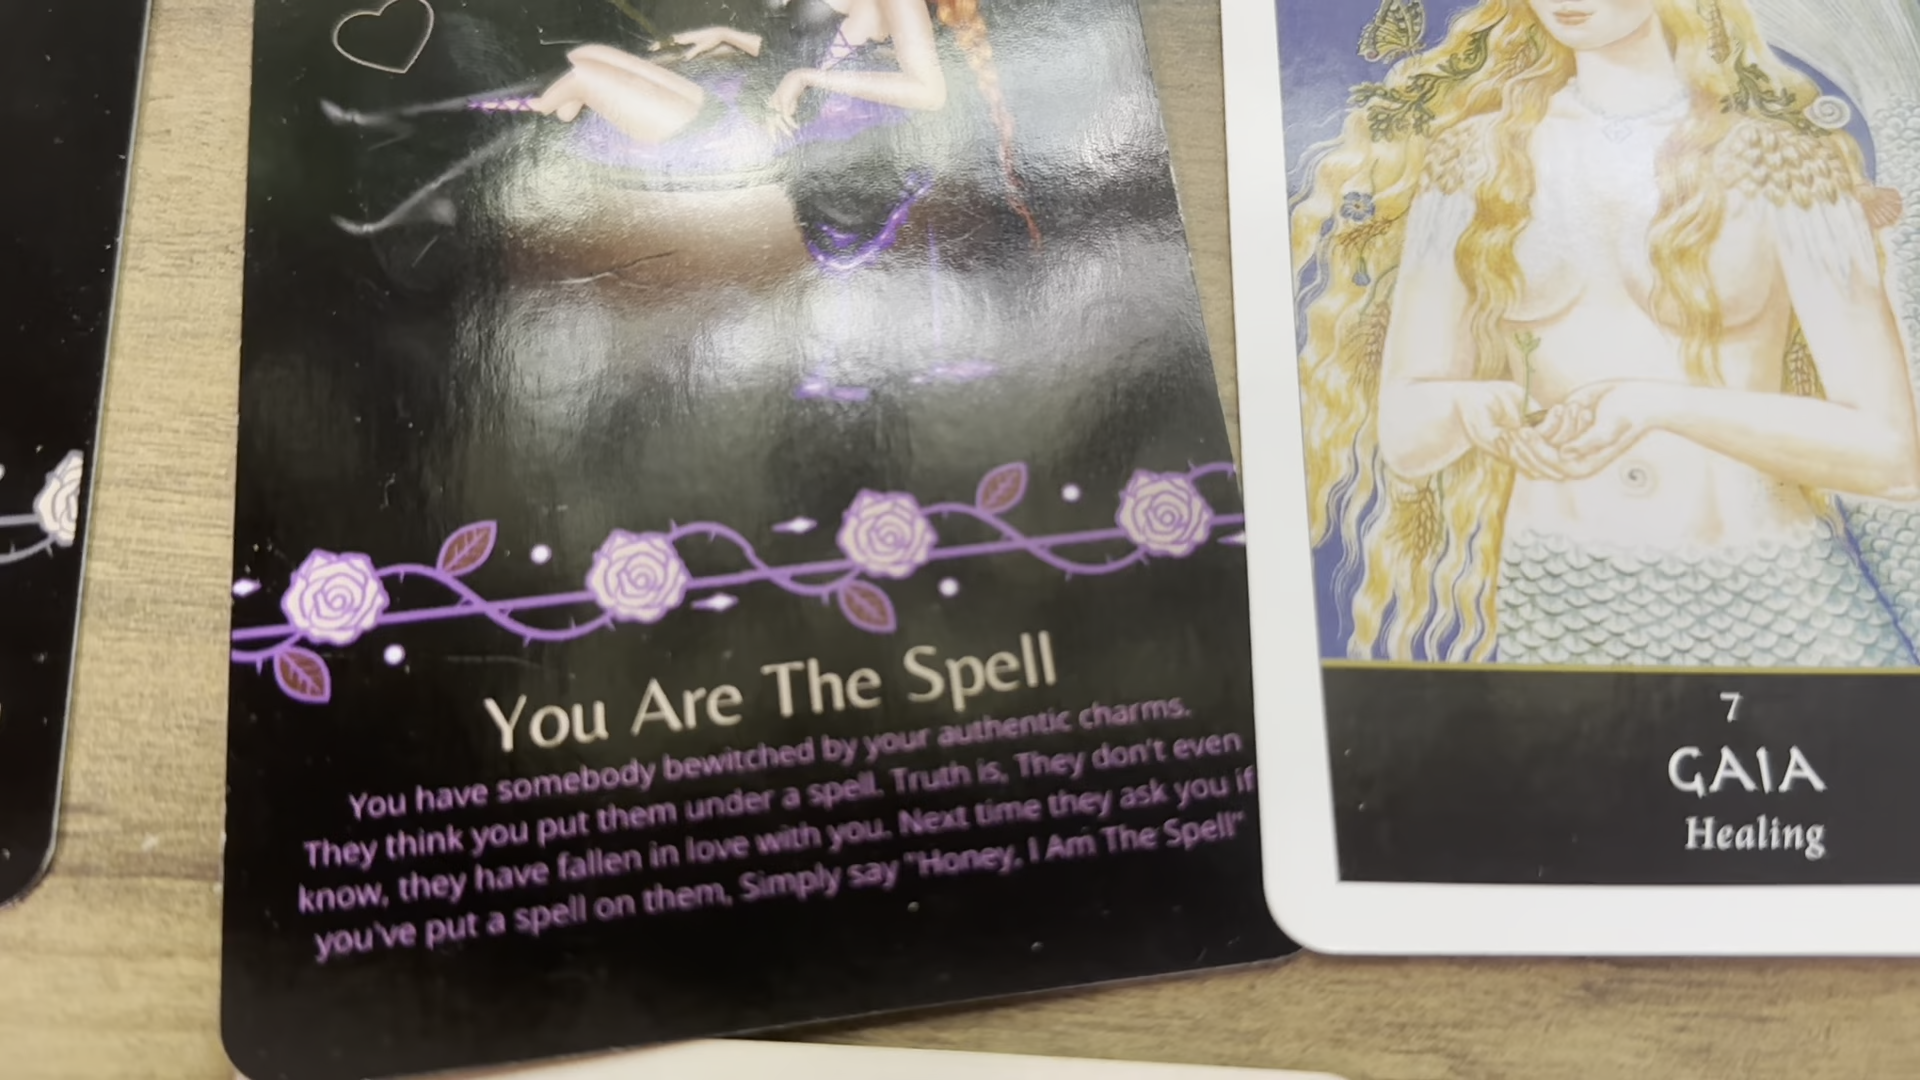 You Are The Spell
You have somebody bewitched by your authentic charms.
They think you put them under a spell. Truth is, They don't even
know, they have fallen in love with you. Next time they ask you if
you've put a spell on them, Simply say "Honey, I Am The Spell"
7
GAIA
Healing